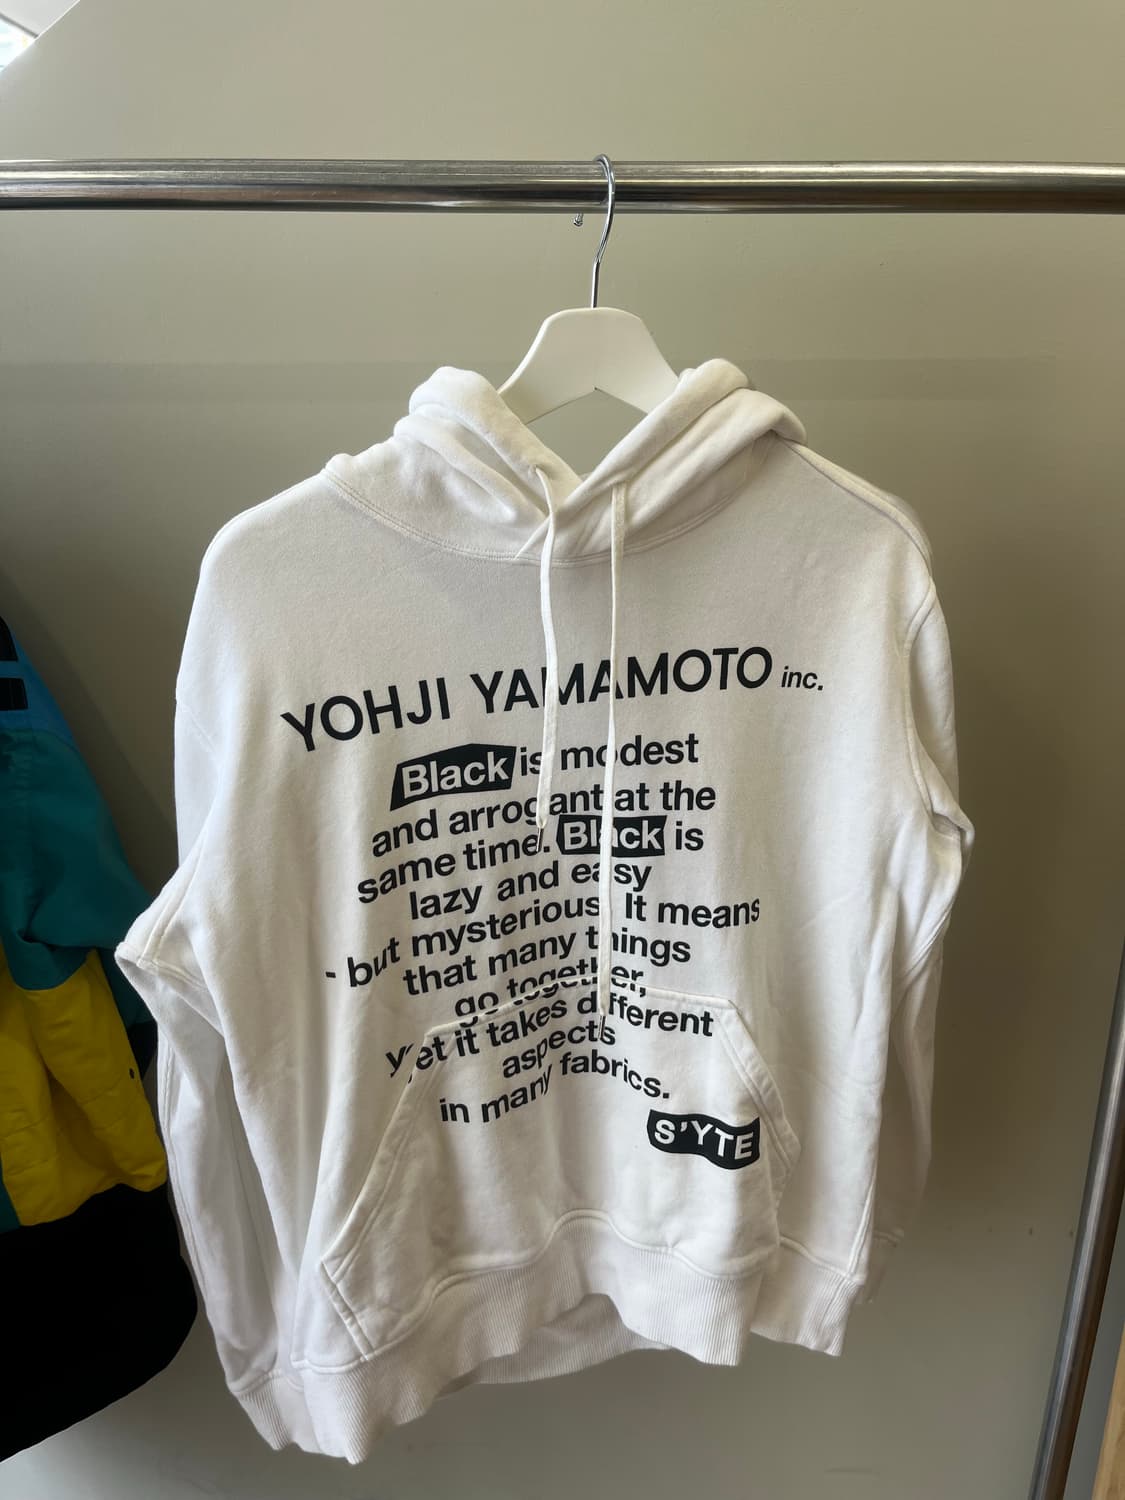 YOHJI YAMAMOTO inc.
Black is modest
and arrogant at the
same time. Black is
lazy and easy
- but mysterious. It means
that many things
go together,
yet it takes different
aspects
in many fabrics.
S'YTE